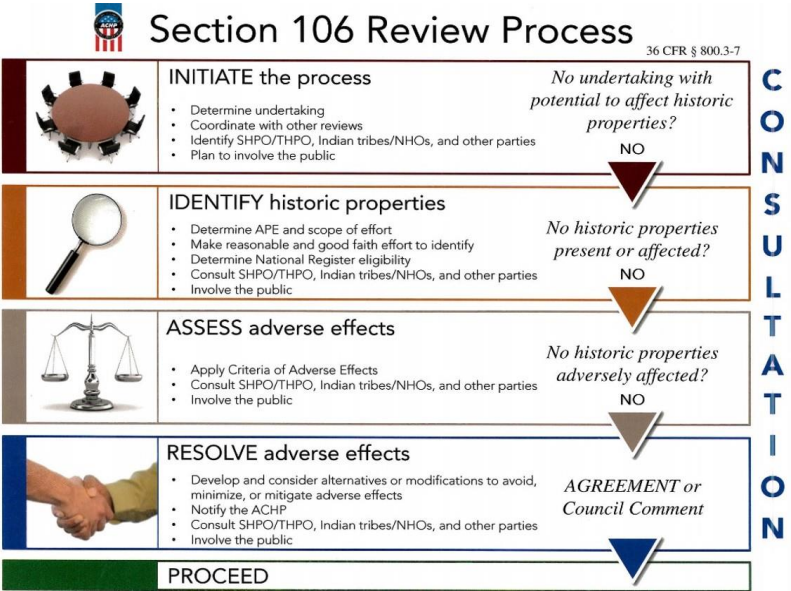 ACHP
Section 106 Review Process
36 CFR § 800.3-7
INITIATE the process
• Determine undertaking
• Coordinate with other reviews
• Identify SHPO/THPO, Indian tribes/NHOs, and other parties
• Plan to involve the public
No undertaking with
potential to affect historic
properties?
NO
IDENTIFY historic properties
• Determine APE and scope of effort
• Make reasonable and good faith effort to identify
• Determine National Register eligibility
• Consult SHPO/THPO, Indian tribes/NHOs, and other parties
• Involve the public
No historic properties
present or affected?
NO
ASSESS adverse effects
• Apply Criteria of Adverse Effects
• Consult SHPO/THPO, Indian tribes/NHOs, and other parties
• Involve the public
No historic properties
adversely affected?
NO
RESOLVE adverse effects
• Develop and consider alternatives or modifications to avoid,
minimize, or mitigate adverse effects
• Notify the ACHP
• Consult SHPO/THPO, Indian tribes/NHOs, and other parties
• Involve the public
AGREEMENT or
Council Comment
PROCEED
CONSULTATION